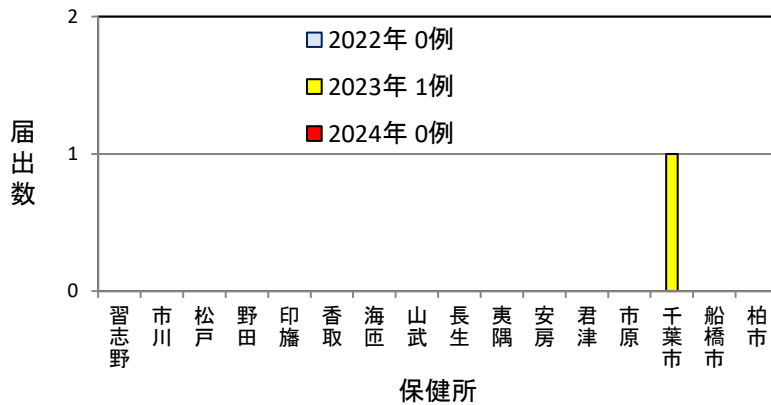 2
2022年 0例
2023年 1例
2024年 0例
届出数
1
0
習志野
市川
松戸
野田
印旛
香取
海匝
山武
長生
夷隅
安房
君津
市原
千葉市
船橋市
柏市
保健所